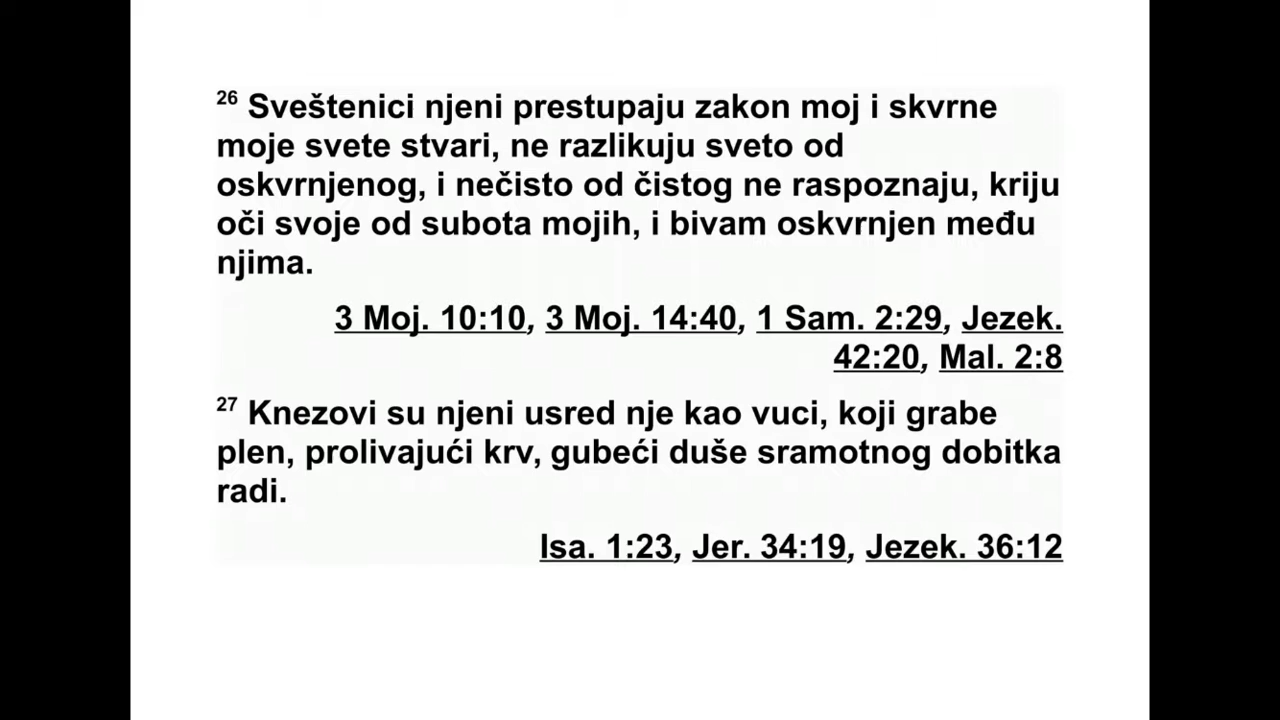 26 Sveštenici njeni prestupaju zakon moj i skvrne
moje svete stvari, ne razlikuju sveto od
oskvrnjenog, i nečisto od čistog ne raspoznaju, kriju
oči svoje od subota mojih, i bivam oskvrnjen među
njima.
3 Moj. 10:10, 3 Moj. 14:40, 1 Sam. 2:29, Jezek.
42:20, Mal. 2:8
27 Knezovi su njeni usred nje kao vuci, koji grabe
plen, prolivajući krv, gubeći duše sramotnog dobitka
radi.
Isa. 1:23, Jer. 34:19, Jezek. 36:12